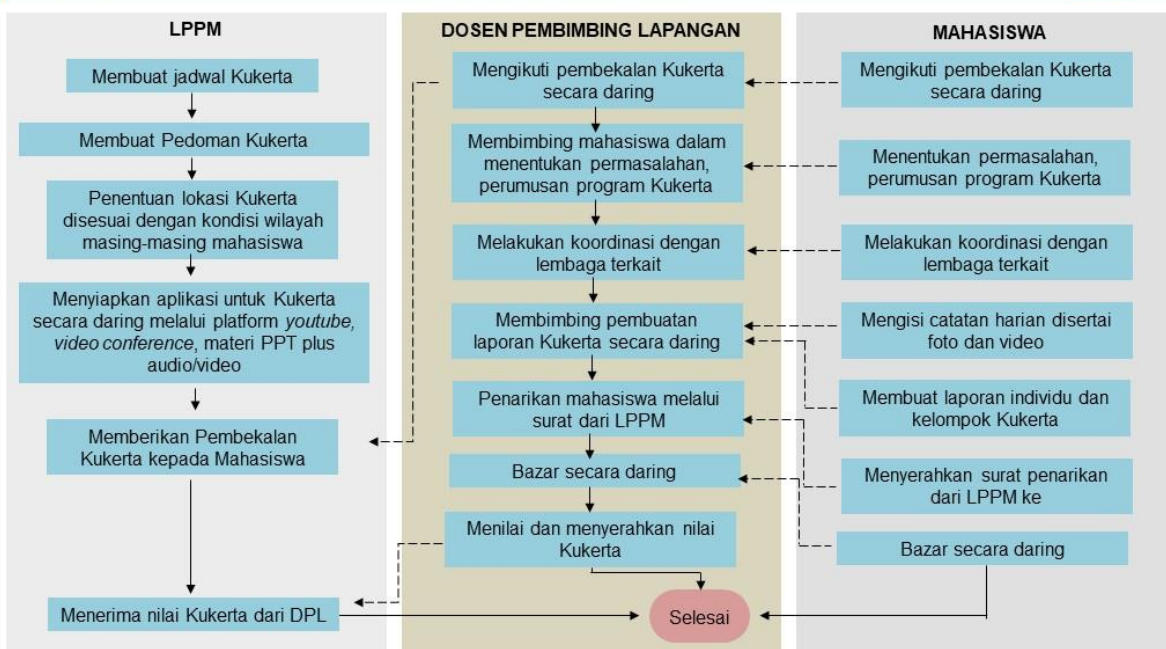 LPPM
Membuat jadwal Kukerta
Membuat Pedoman Kukerta
Penentuan lokasi Kukerta
disesuai dengan kondisi wilayah
masing-masing mahasiswa
Menyiapkan aplikasi untuk Kukerta
secara daring melalui platform youtube,
video conference, materi PPT plus
audio/video
Memberikan Pembekalan
Kukerta kepada Mahasiswa
Menerima nilai Kukerta dari DPL
DOSEN PEMBIMBING LAPANGAN
Mengikuti pembekalan Kukerta
secara daring
Membimbing mahasiswa dalam
menentukan permasalahan,
perumusan program Kukerta
Melakukan koordinasi dengan
lembaga terkait
Membimbing pembuatan
laporan Kukerta secara daring
Penarikan mahasiswa melalui
surat dari LPPM
Bazar secara daring
Menilai dan menyerahkan nilai
Kukerta
Selesai
MAHASISWA
Mengikuti pembekalan Kukerta
secara daring
Menentukan permasalahan,
perumusan program Kukerta
Melakukan koordinasi dengan
lembaga terkait
Mengisi catatan harian disertai
foto dan video
Membuat laporan individu dan
kelompok Kukerta
Menyerahkan surat penarikan
dari LPPM ke
Bazar secara daring